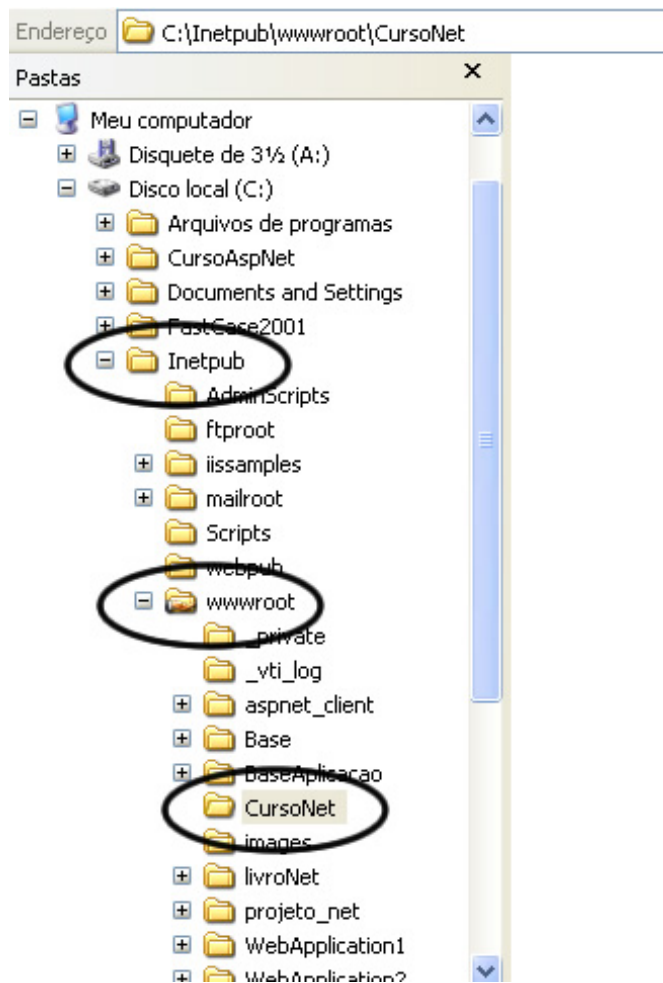 Endereço C:\Inetpub\wwwroot\CursoNet
Pastas
Meu computador
Disquete de 3½ (A:)
Disco local (C:)
Arquivos de programas
CursoAspNet
Documents and Settings
FastCase2001
Inetpub
AdminScripts
ftproot
iissamples
mailroot
Scripts
webpub
wwwroot
_private
_vti_log
aspnet_client
Base
BaseAplicacao
CursoNet
images
livroNet
projeto_net
WebApplication1
WebApplication2